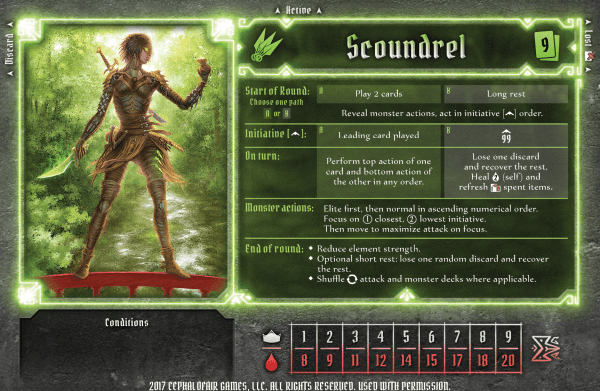 Active
Discard
Lost
Scoundrel
9
Start of Round:
Choose one path
A or B
A Play 2 cards
B Long rest
Reveal monster actions, act in initiative [ ] order.
Initiative [ ]:
A Leading card played
B 99
On turn:
Perform top action of
one card and bottom action of
the other in any order.
Lose one discard
and recover the rest.
Heal 2 (self) and
refresh spent items.
Monster actions:
Elite first, then normal in ascending numerical order.
Focus on ① closest, ② lowest initiative.
Then move to maximize attack on focus.
End of round:
◆ Reduce element strength.
◆ Optional short rest: lose one random discard and recover
the rest.
◆ Shuffle attack and monster decks where applicable.
Conditions
1 2 3 4 5 6 7 8 9
8 9 11 12 14 15 17 18 20
2017 CEPHALOFAIR GAMES, LLC. ALL RIGHTS RESERVED. USED WITH PERMISSION.